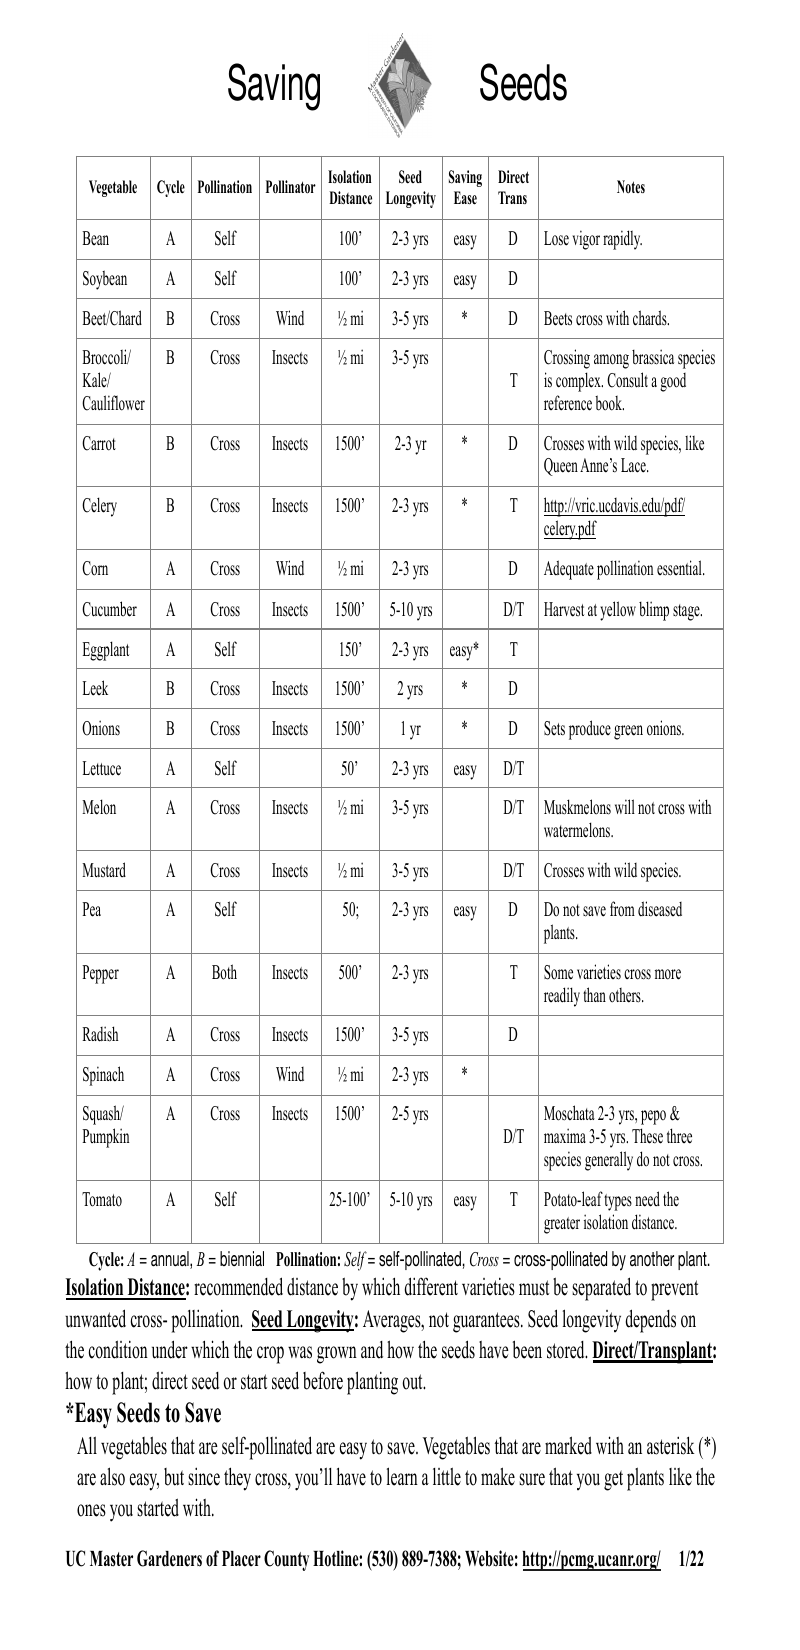 Saving Seeds
Master Gardener
Vegetable Cycle Pollination Pollinator Isolation Distance Seed Longevity Saving Ease Direct Trans Notes
Bean A Self 100’ 2-3 yrs easy D Lose vigor rapidly.
Soybean A Self 100’ 2-3 yrs easy D
Beet/Chard B Cross Wind ½ mi 3-5 yrs * D Beets cross with chards.
Broccoli/ B Cross Insects ½ mi 3-5 yrs Crossing among brassica species
Kale/ T is complex. Consult a good
Cauliflower reference book.
Carrot B Cross Insects 1500’ 2-3 yr * D Crosses with wild species, like
Queen Anne’s Lace.
Celery B Cross Insects 1500’ 2-3 yrs * T http://vric.ucdavis.edu/pdf/
celery.pdf
Corn A Cross Wind ½ mi 2-3 yrs D Adequate pollination essential.
Cucumber A Cross Insects 1500’ 5-10 yrs D/T Harvest at yellow blimp stage.
Eggplant A Self 150’ 2-3 yrs easy* T
Leek B Cross Insects 1500’ 2 yrs * D
Onions B Cross Insects 1500’ 1 yr * D Sets produce green onions.
Lettuce A Self 50’ 2-3 yrs easy D/T
Melon A Cross Insects ½ mi 3-5 yrs D/T Muskmelons will not cross with
watermelons.
Mustard A Cross Insects ½ mi 3-5 yrs D/T Crosses with wild species.
Pea A Self 50; 2-3 yrs easy D Do not save from diseased
plants.
Pepper A Both Insects 500’ 2-3 yrs T Some varieties cross more
readily than others.
Radish A Cross Insects 1500’ 3-5 yrs D
Spinach A Cross Wind ½ mi 2-3 yrs *
Squash/ A Cross Insects 1500’ 2-5 yrs Moschata 2-3 yrs, pepo &
Pumpkin D/T maxima 3-5 yrs. These three
species generally do not cross.
Tomato A Self 25-100’ 5-10 yrs easy T Potato-leaf types need the
greater isolation distance.
Cycle: A = annual, B = biennial Pollination: Self = self-pollinated, Cross = cross-pollinated by another plant.
Isolation Distance: recommended distance by which different varieties must be separated to prevent
unwanted cross- pollination. Seed Longevity: Averages, not guarantees. Seed longevity depends on
the condition under which the crop was grown and how the seeds have been stored. Direct/Transplant:
how to plant; direct seed or start seed before planting out.
*Easy Seeds to Save
All vegetables that are self-pollinated are easy to save. Vegetables that are marked with an asterisk (*)
are also easy, but since they cross, you’ll have to learn a little to make sure that you get plants like the
ones you started with.
UC Master Gardeners of Placer County Hotline: (530) 889-7388; Website: http://pcmg.ucanr.org/ 1/22